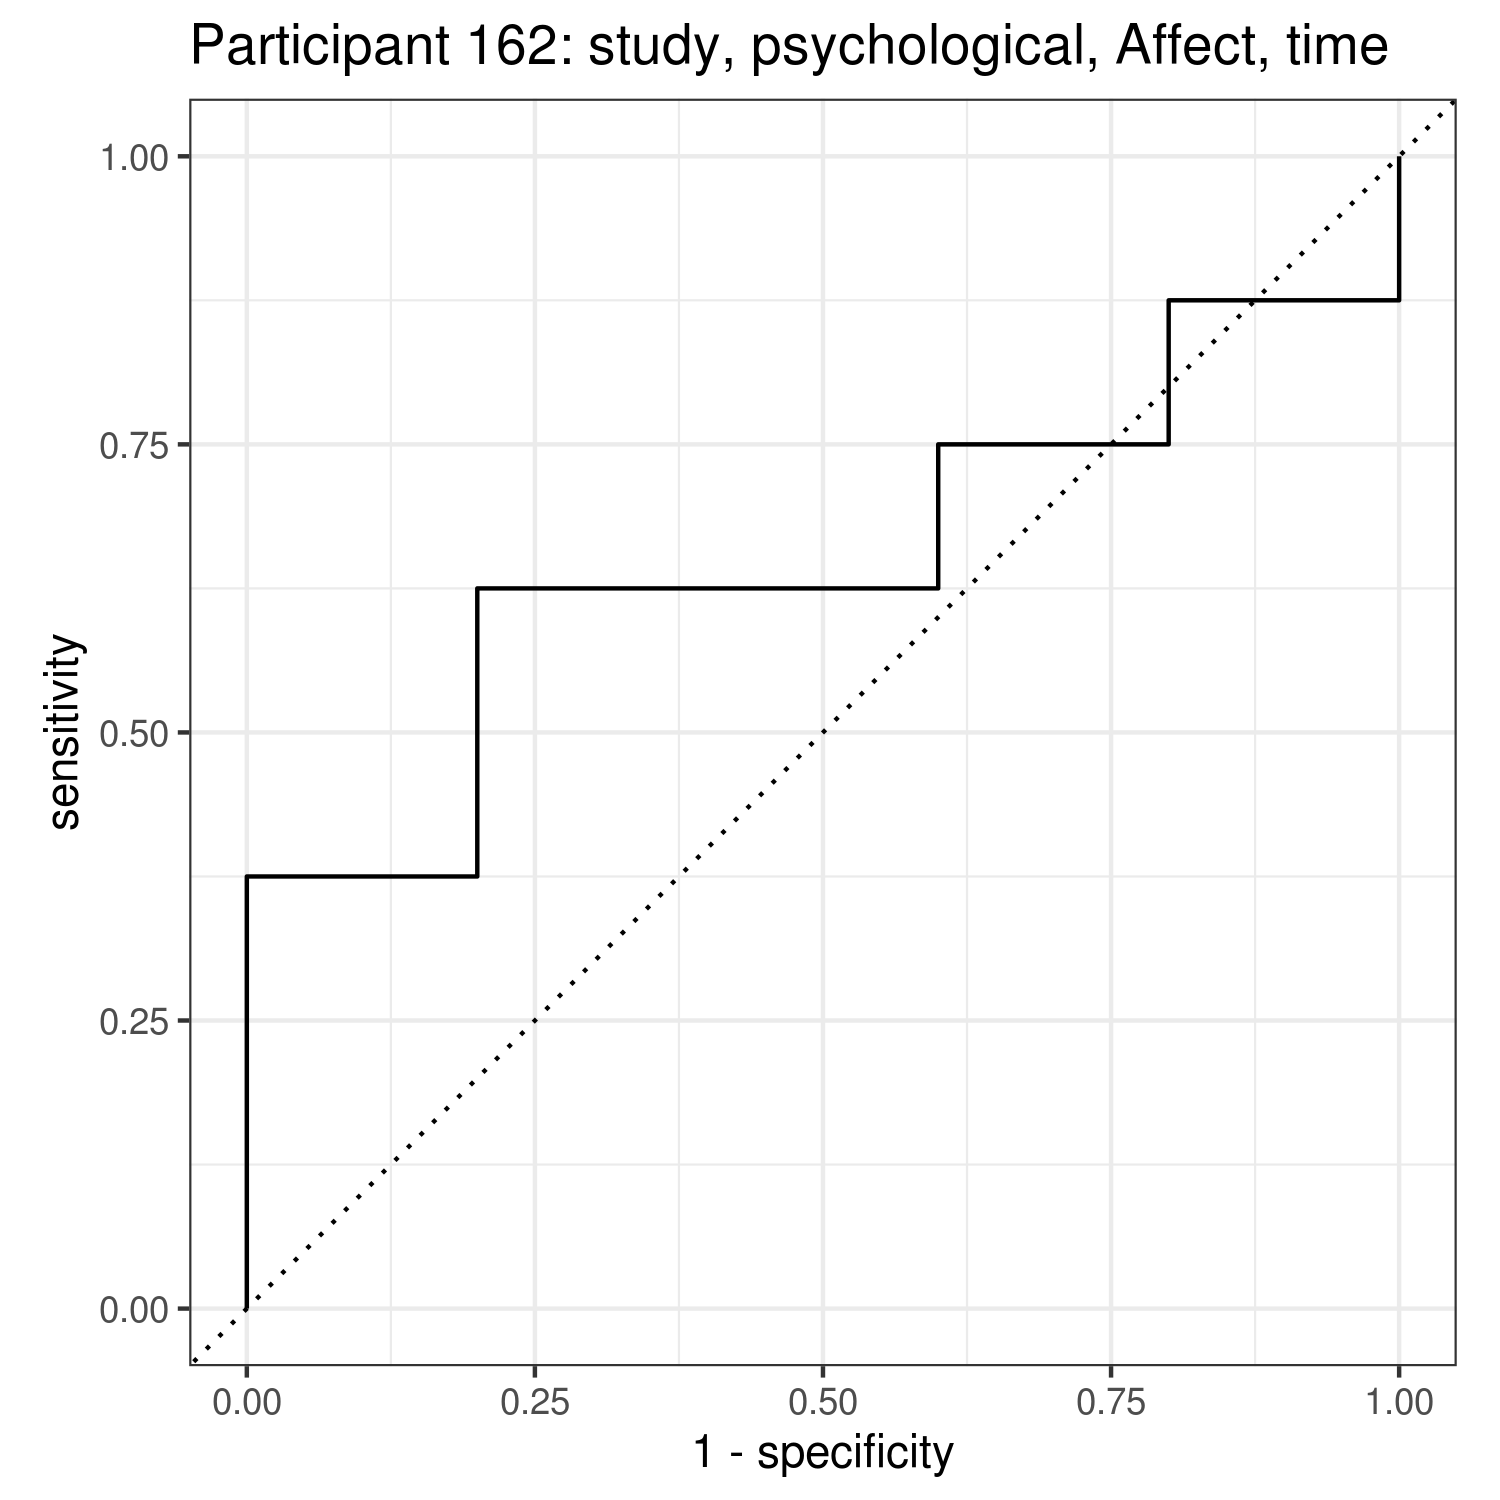 Participant 162: study, psychological, Affect, time
1.00
0.75
0.50
0.25
0.00
sensitivity
0.00 0.25 0.50 0.75 1.00
1 - specificity